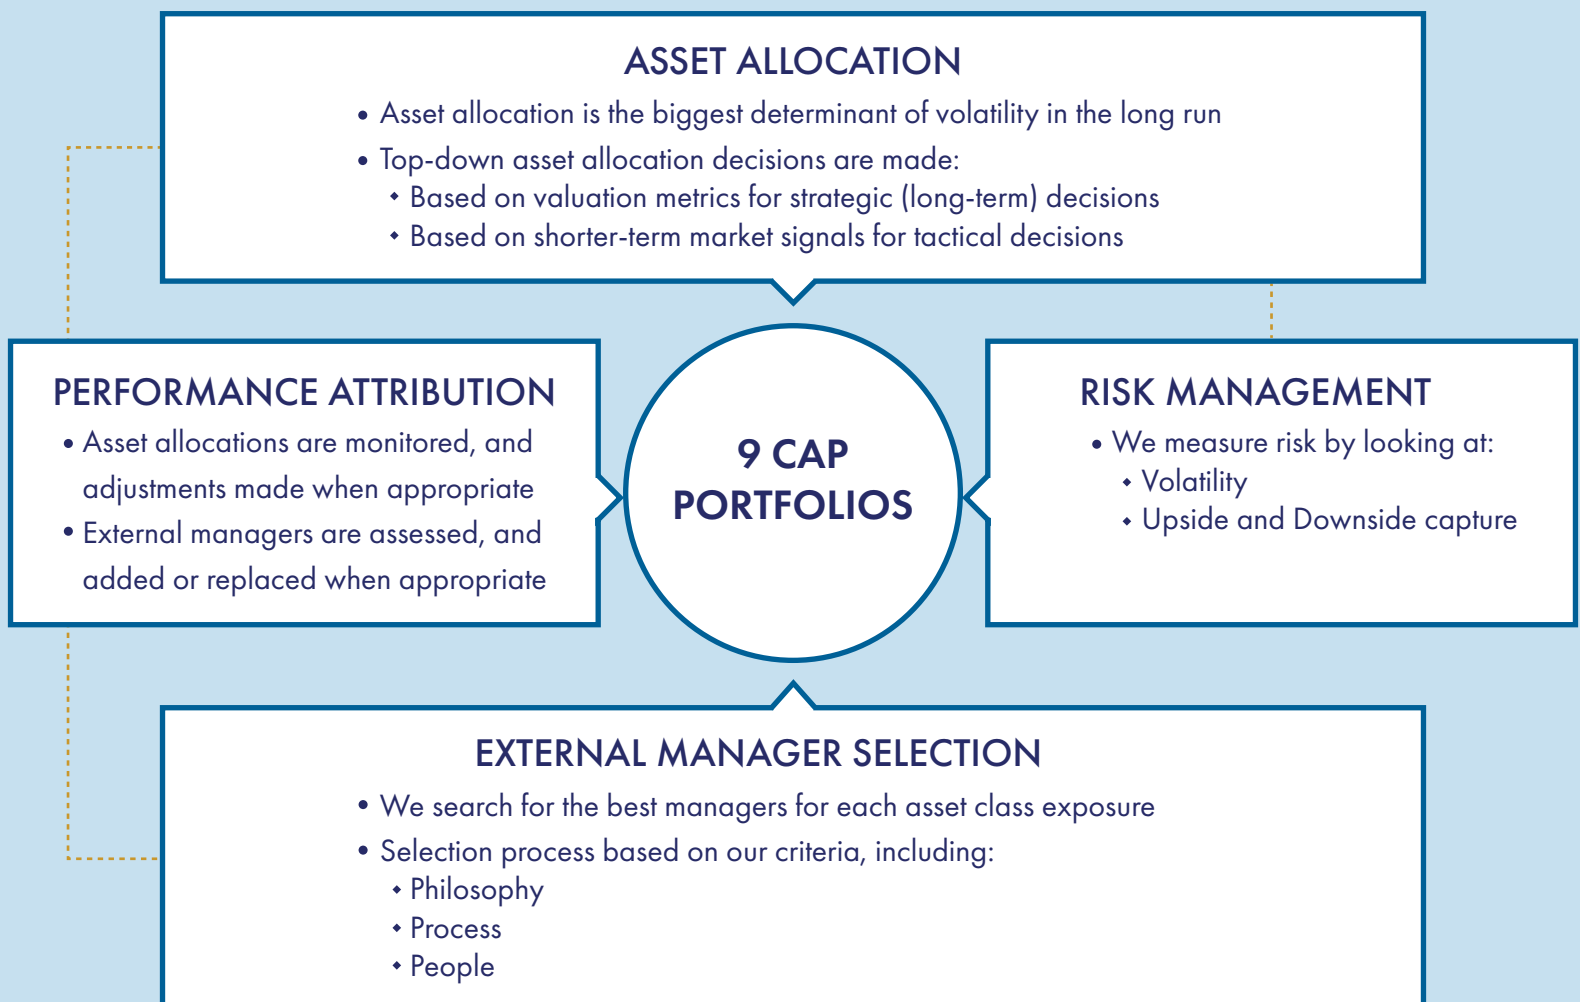 ASSET ALLOCATION
• Asset allocation is the biggest determinant of volatility in the long run
• Top-down asset allocation decisions are made:
◆ Based on valuation metrics for strategic (long-term) decisions
◆ Based on shorter-term market signals for tactical decisions
PERFORMANCE ATTRIBUTION
• Asset allocations are monitored, and
adjustments made when appropriate
• External managers are assessed, and
added or replaced when appropriate
9 CAP
PORTFOLIOS
RISK MANAGEMENT
• We measure risk by looking at:
◆ Volatility
◆ Upside and Downside capture
EXTERNAL MANAGER SELECTION
• We search for the best managers for each asset class exposure
• Selection process based on our criteria, including:
◆ Philosophy
◆ Process
◆ People